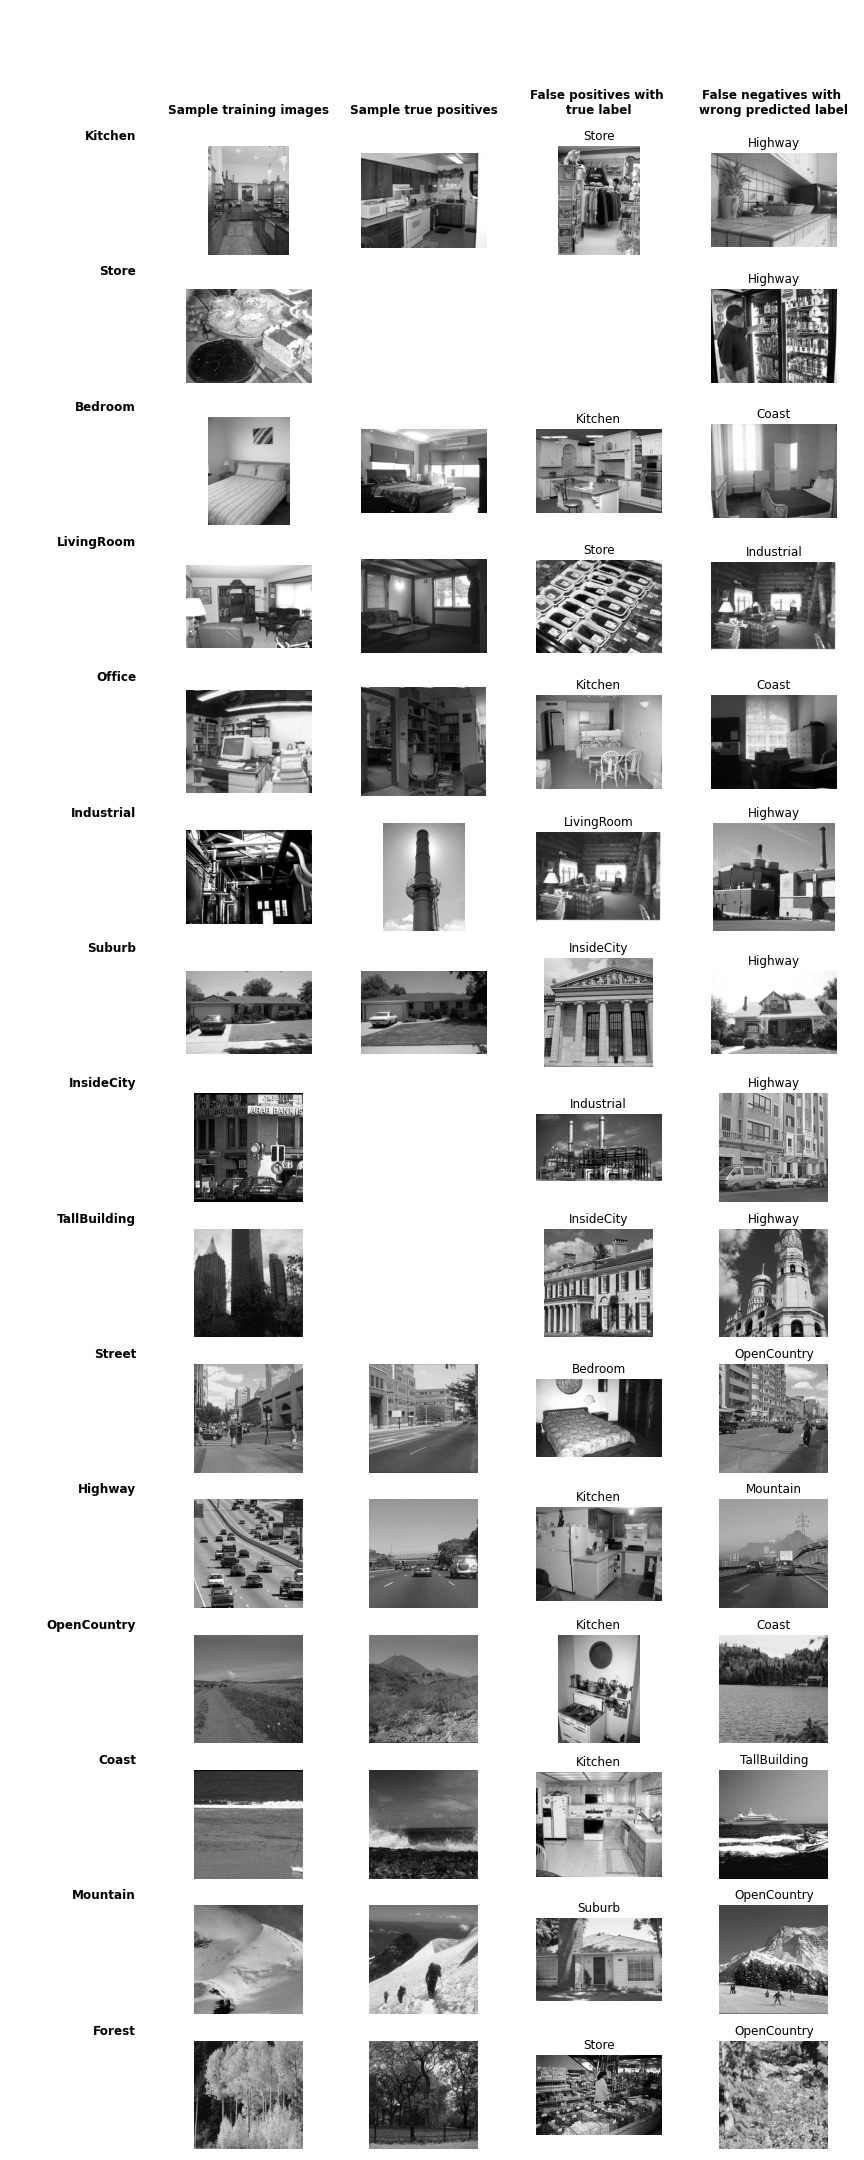 Sample training images
Sample true positives
False positives with
true label
False negatives with
wrong predicted label
Kitchen
Store
Highway
Store
Highway
Bedroom
Kitchen
Coast
LivingRoom
Store
Industrial
Office
Kitchen
Coast
Industrial
LivingRoom
Highway
Suburb
InsideCity
Highway
InsideCity
Industrial
Highway
TallBuilding
InsideCity
Highway
Street
Bedroom
OpenCountry
Highway
Kitchen
Mountain
OpenCountry
Kitchen
Coast
Coast
Kitchen
TallBuilding
Mountain
Suburb
OpenCountry
Forest
Store
OpenCountry